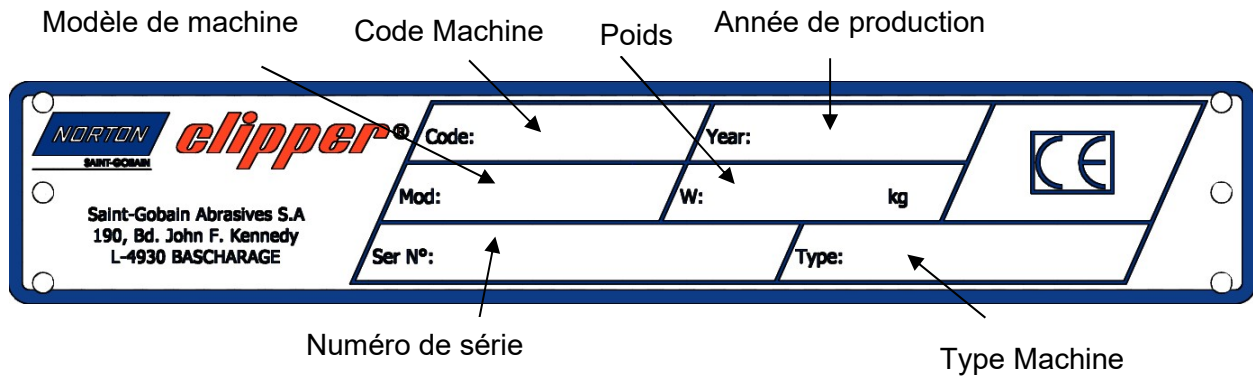 Modèle de machine
Code Machine
Poids
Année de production
NORTON
SAINT-GOBAIN
clipper®
Code:
Year:
CE
Mod:
W: kg
Saint-Gobain Abrasives S.A
190, Bd. John F. Kennedy
L-4930 BASCHARAGE
Ser N°:
Type:
Numéro de série
Type Machine